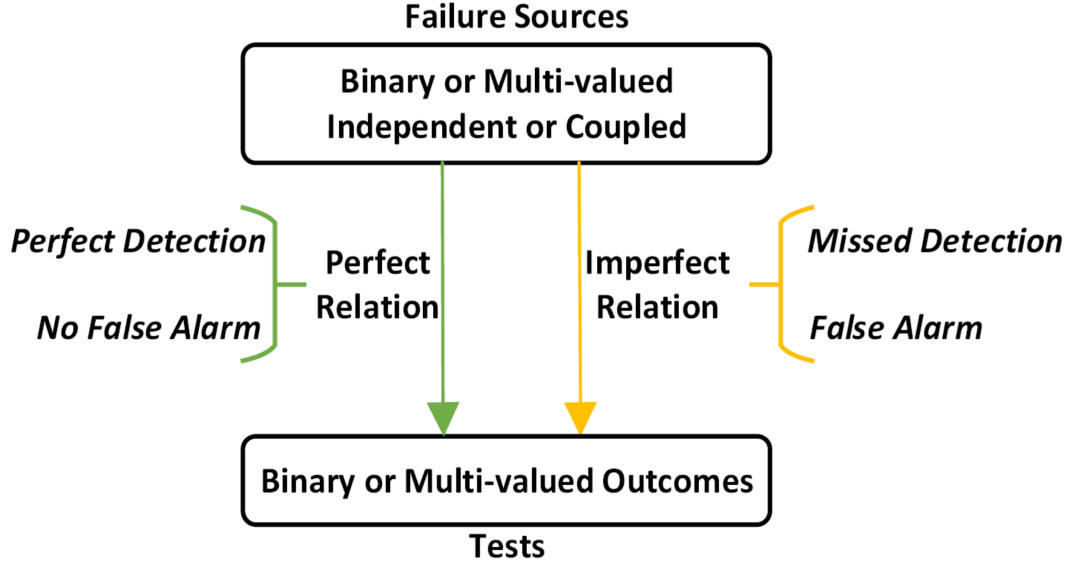 Failure Sources
Binary or Multi-valued
Independent or Coupled
Perfect Detection
No False Alarm
Perfect
Relation
Imperfect
Relation
Missed Detection
False Alarm
Binary or Multi-valued Outcomes
Tests